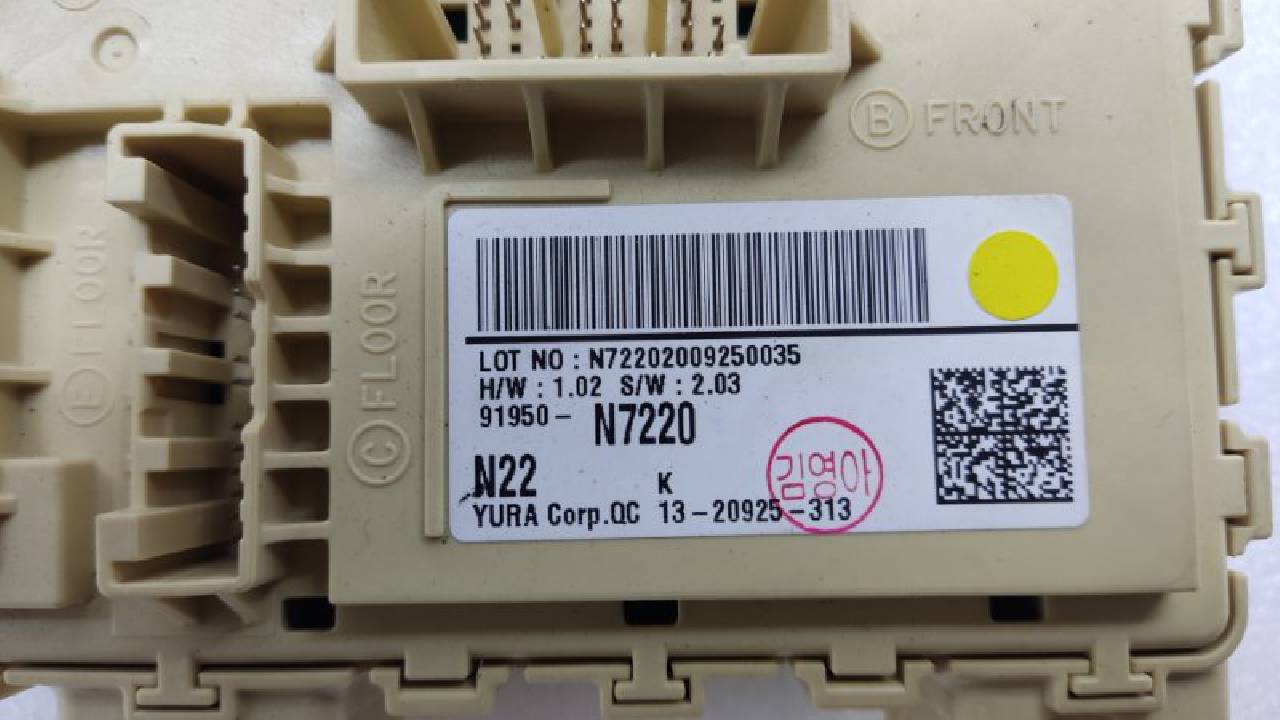 B FRONT
E FLOOR
C FLOOR
LOT NO : N72202009250035
H/W : 1.02 S/W : 2.03
91950- N7220
N22 K
김영아
YURA Corp.QC 13-20925-313